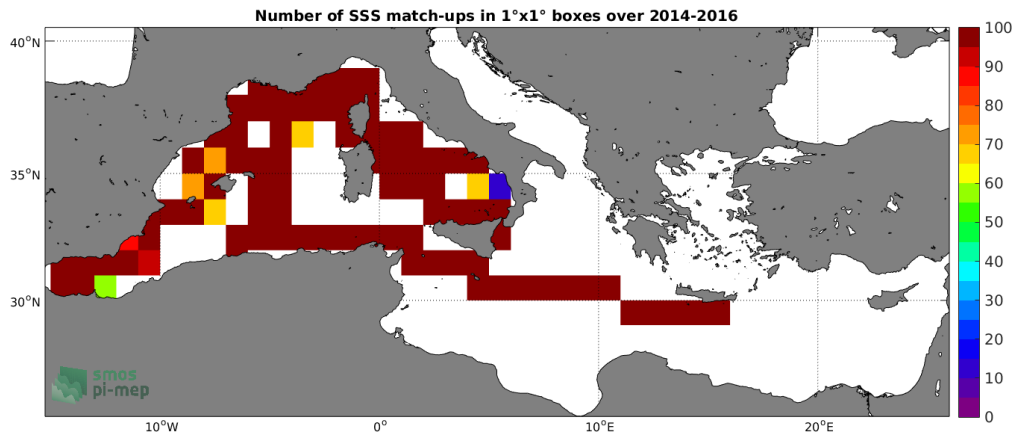 Number of SSS match-ups in 1°x1° boxes over 2014-2016
40°N
35°N
30°N
10°W
0°
10°E
20°E
100
90
80
70
60
50
40
30
20
10
0
smos
pi-mep